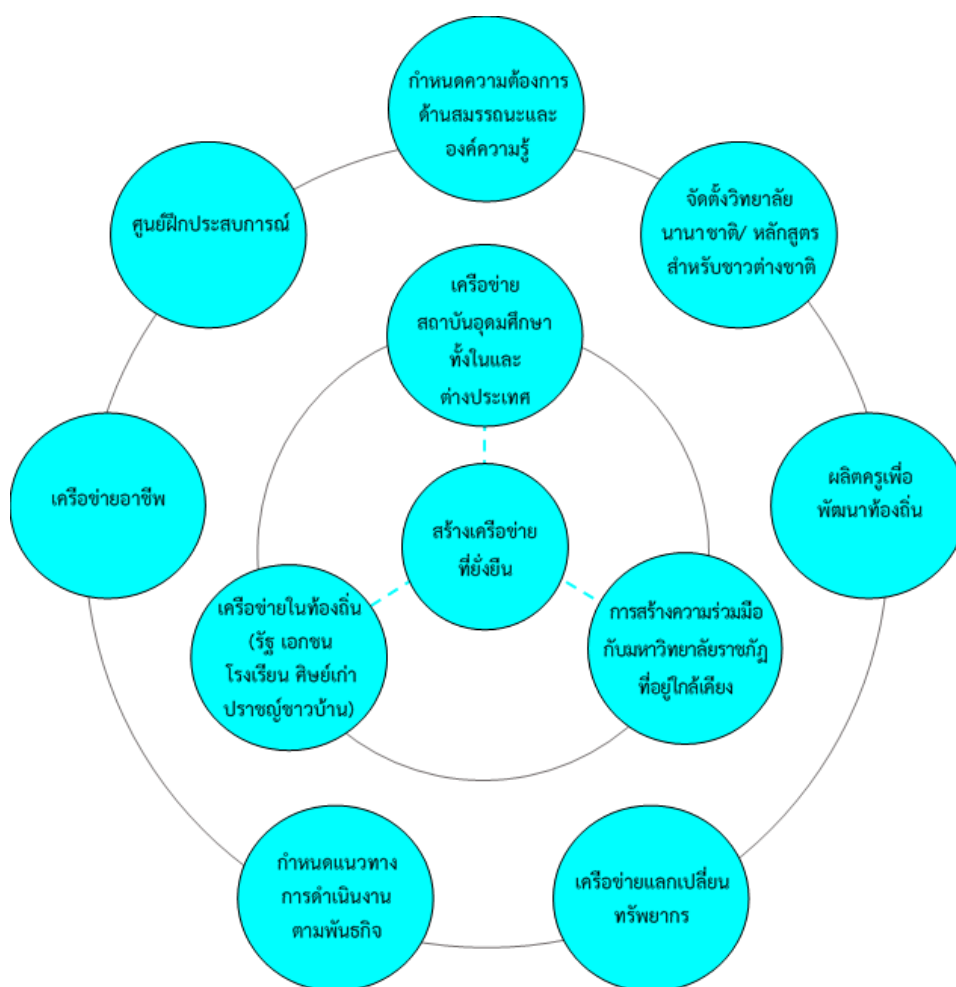 กำหนดความต้องการ
ด้านสมรรถนะและ
องค์ความรู้
ศูนย์ฝึกประสบการณ์
จัดตั้งวิทยาลัย
นานาชาติ/ หลักสูตร
สำหรับชาวต่างชาติ
เครือข่าย
สถาบันอุดมศึกษา
ทั้งในและ
ต่างประเทศ
เครือข่ายอาชีพ
ผลิตครูเพื่อ
พัฒนาท้องถิ่น
สร้างเครือข่าย
ที่ยั่งยืน
เครือข่ายในท้องถิ่น
(รัฐ เอกชน
โรงเรียน ศิษย์เก่า
ปราชญ์ชาวบ้าน)
การสร้างความร่วมมือ
กับมหาวิทยาลัยราชภัฏ
ที่อยู่ใกล้เคียง
กำหนดแนวทาง
การดำเนินงาน
ตามพันธกิจ
เครือข่ายแลกเปลี่ยน
ทรัพยากร